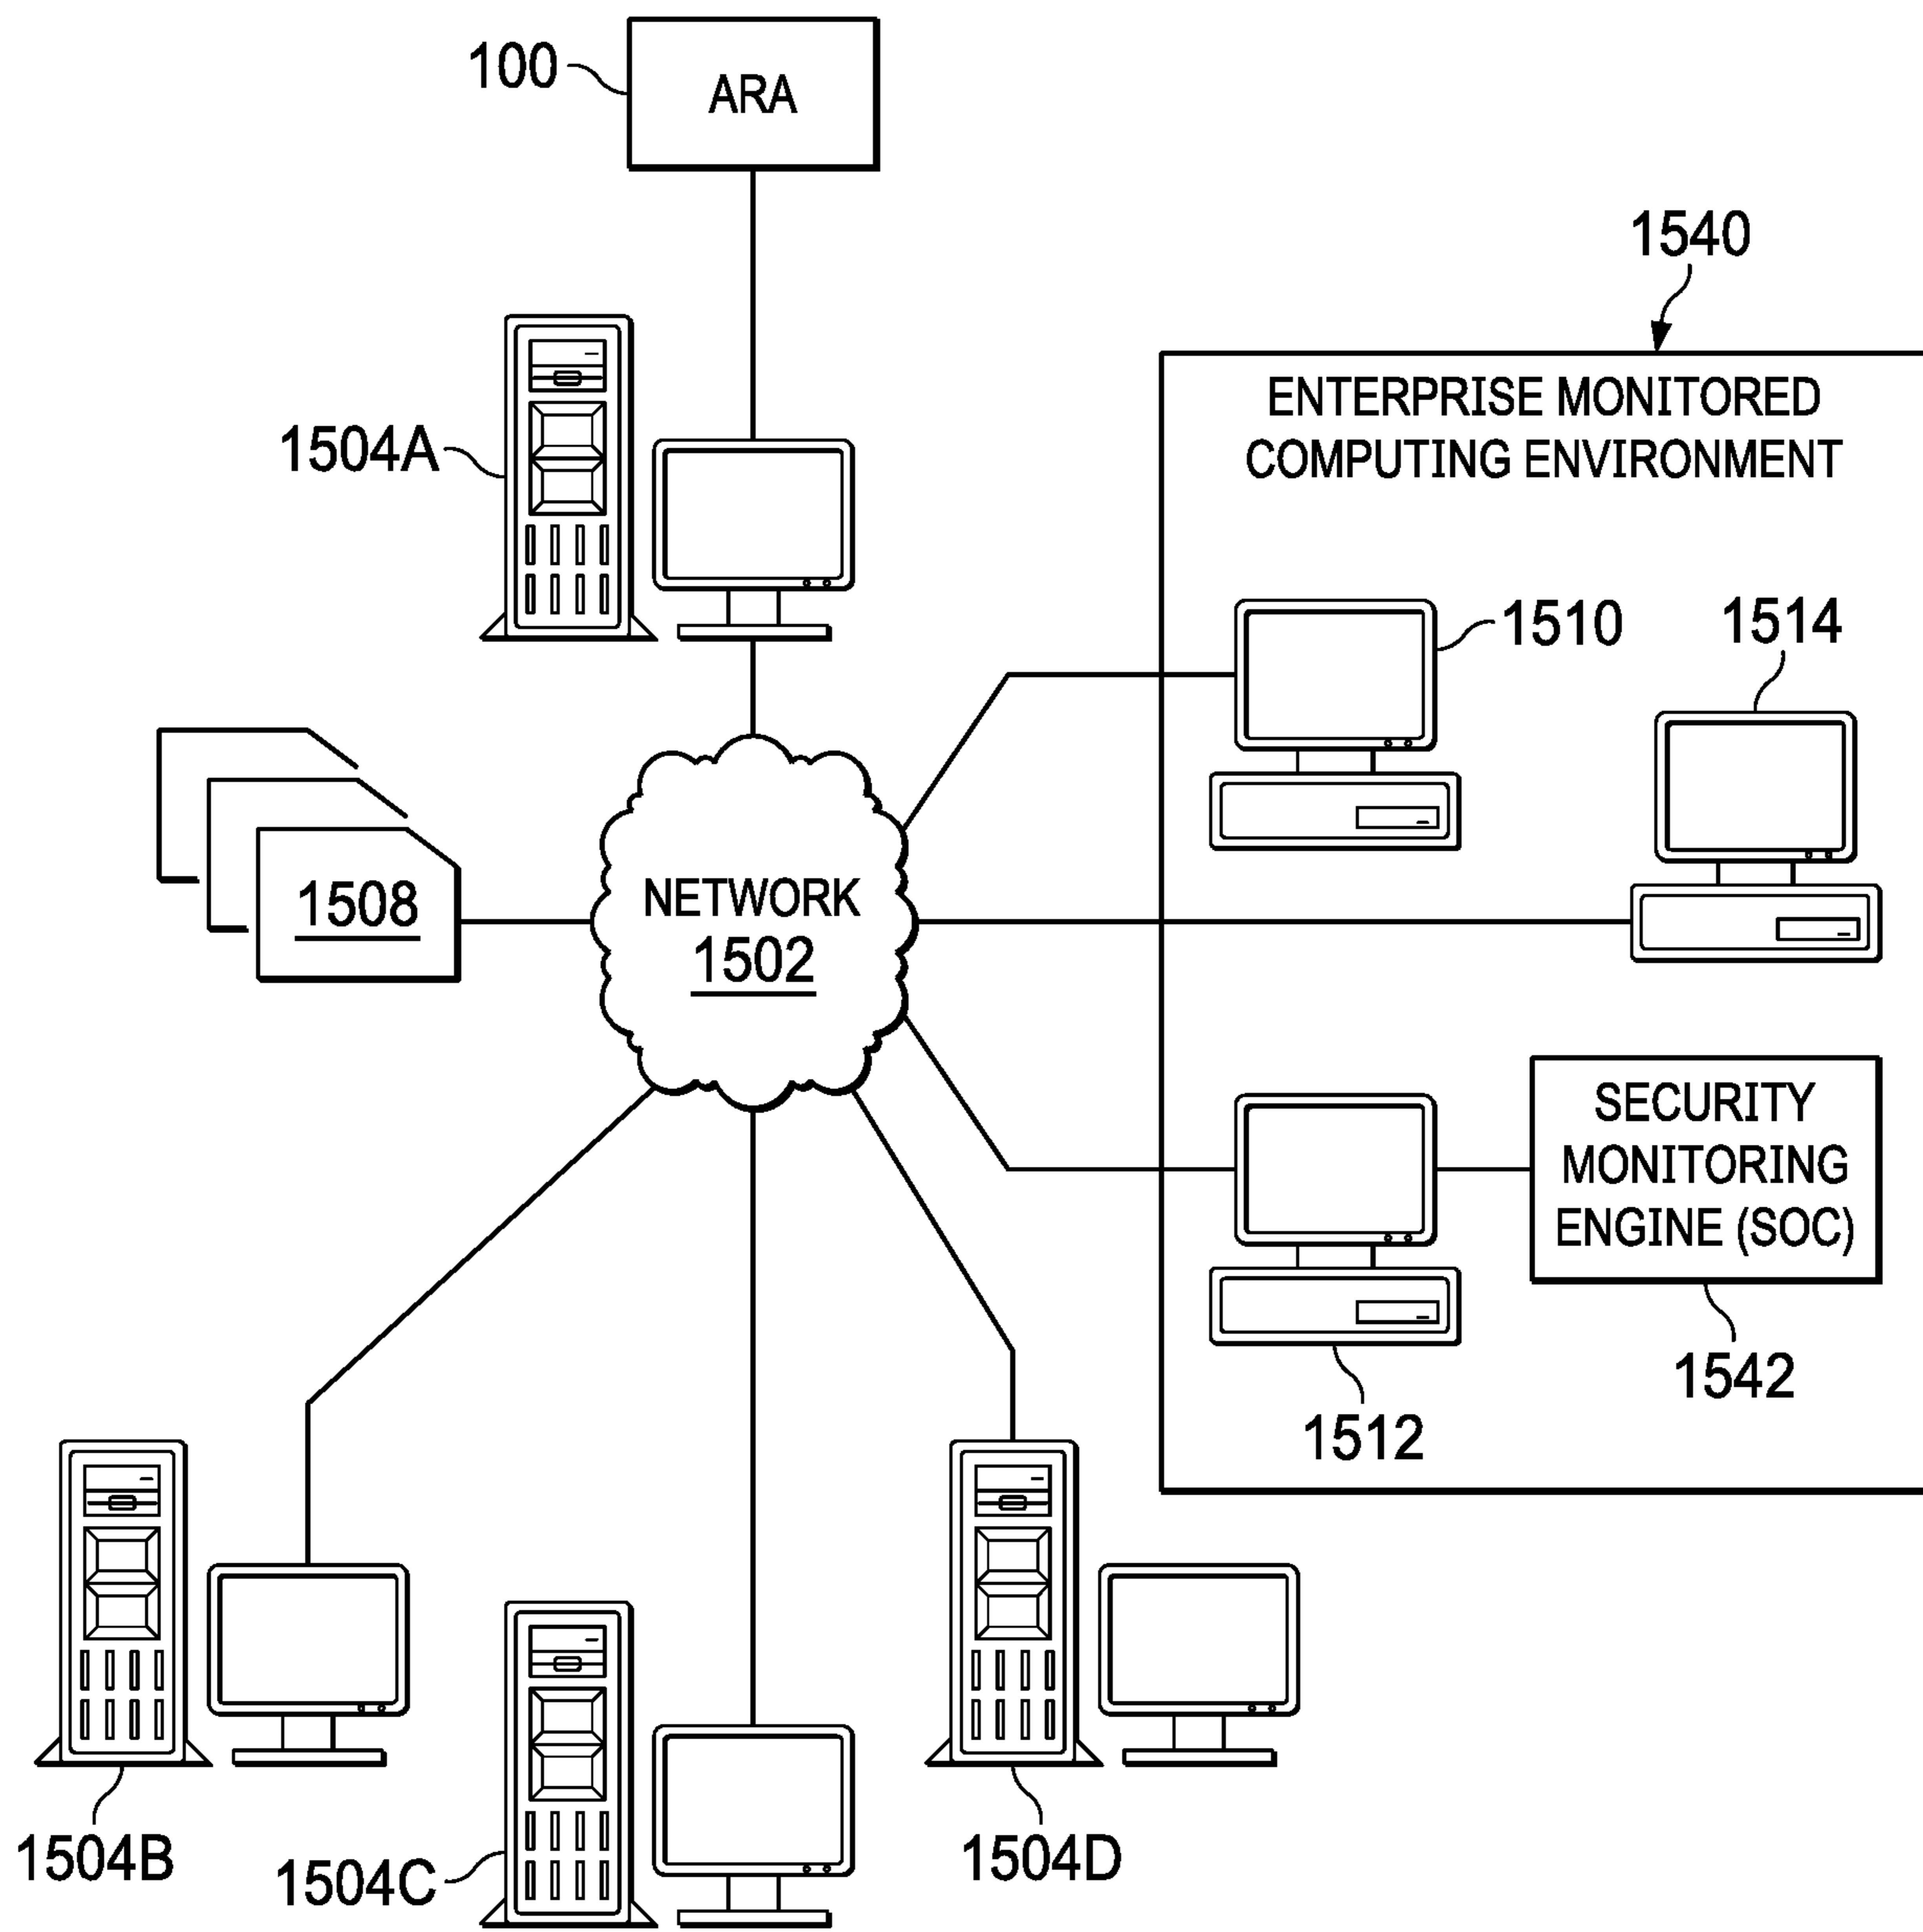 100
ARA
1540
ENTERPRISE MONITORED
COMPUTING ENVIRONMENT
1504A
1510
1514
1508
NETWORK
1502
SECURITY
MONITORING
ENGINE (SOC)
1542
1512
1504B
1504C
1504D